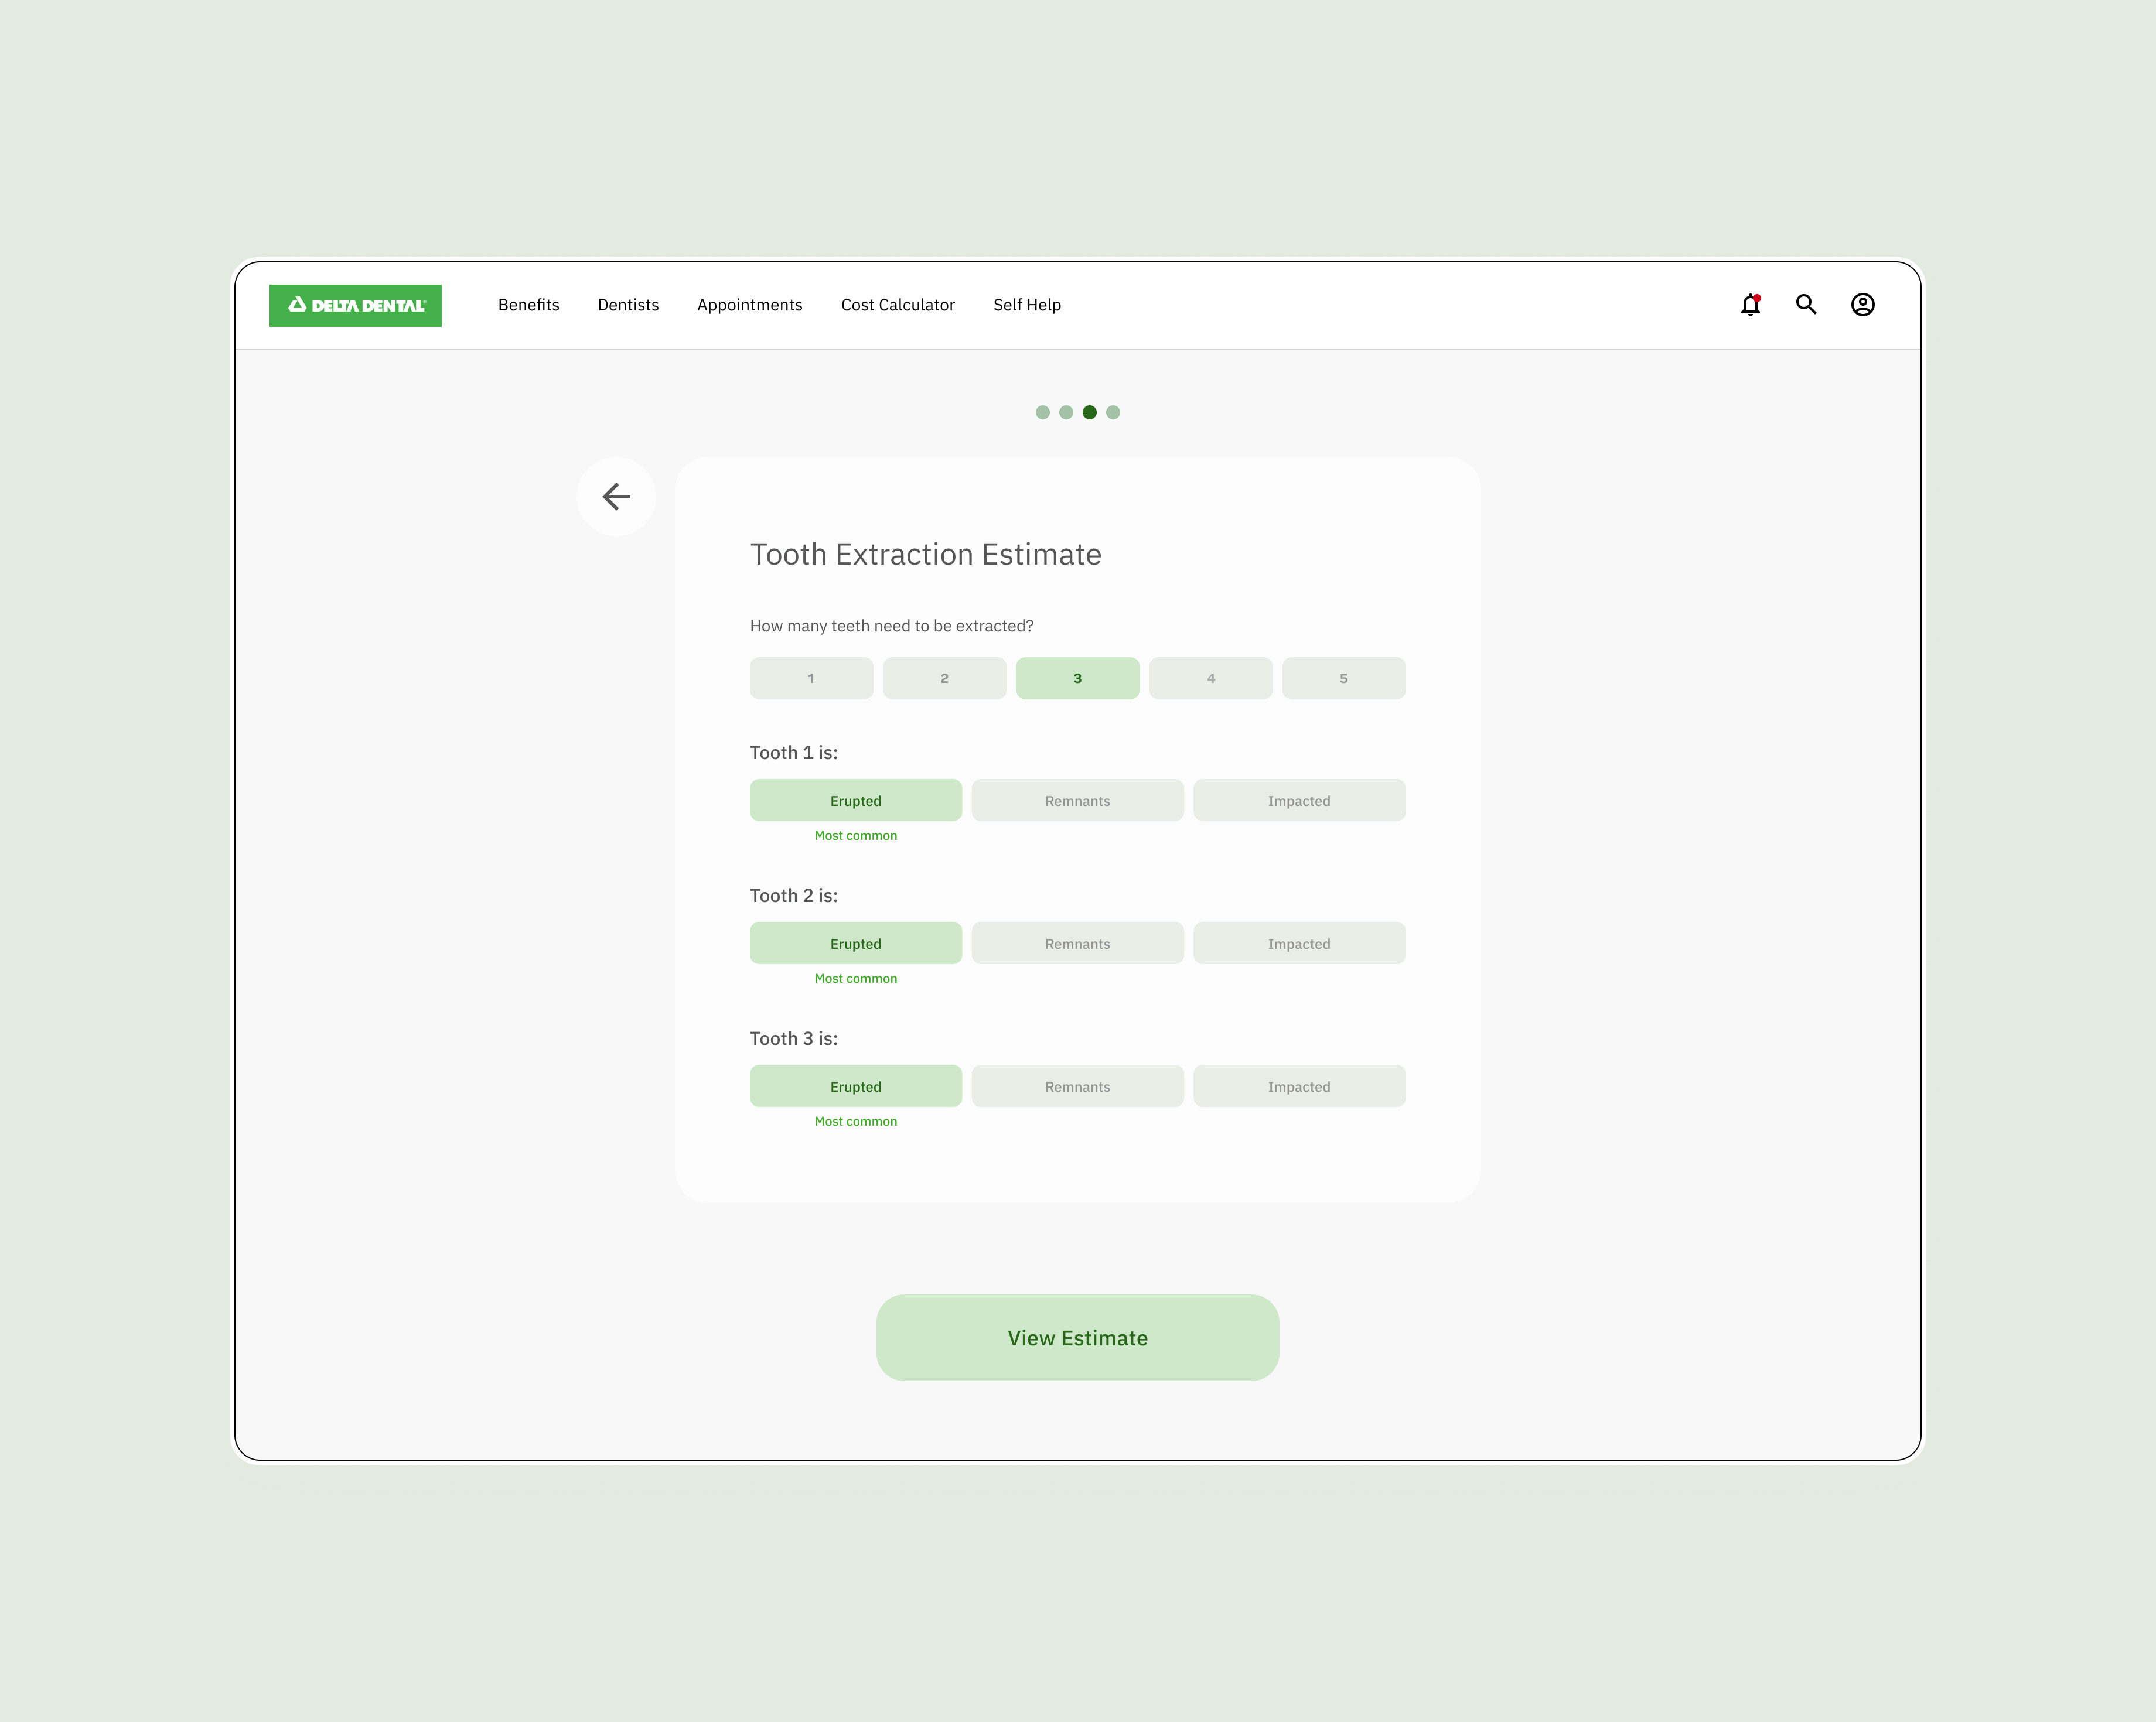 DELTA DENTAL Benefits Dentists Appointments Cost Calculator Self Help
Tooth Extraction Estimate
How many teeth need to be extracted?
1 2 3 4 5
Tooth 1 is:
Erupted Remnants Impacted
Most common
Tooth 2 is:
Erupted Remnants Impacted
Most common
Tooth 3 is:
Erupted Remnants Impacted
Most common
View Estimate